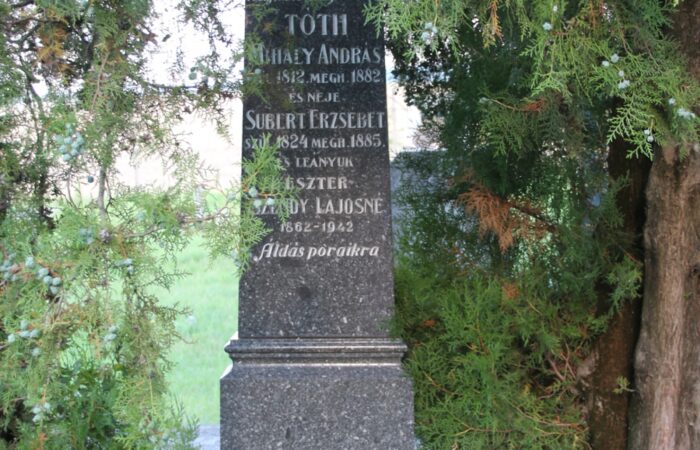 TÓTH
MIHÁLY ANDRÁS
1812. MEGH. 1882.
ÉS NEJE
SUBERT ERZSÉBET
SZÜL. 1824 MEGH. 1885.
ÉS LEÁNYUK
ESZTER
LAJOSNÉ
1862-1942
Áldás poraikra